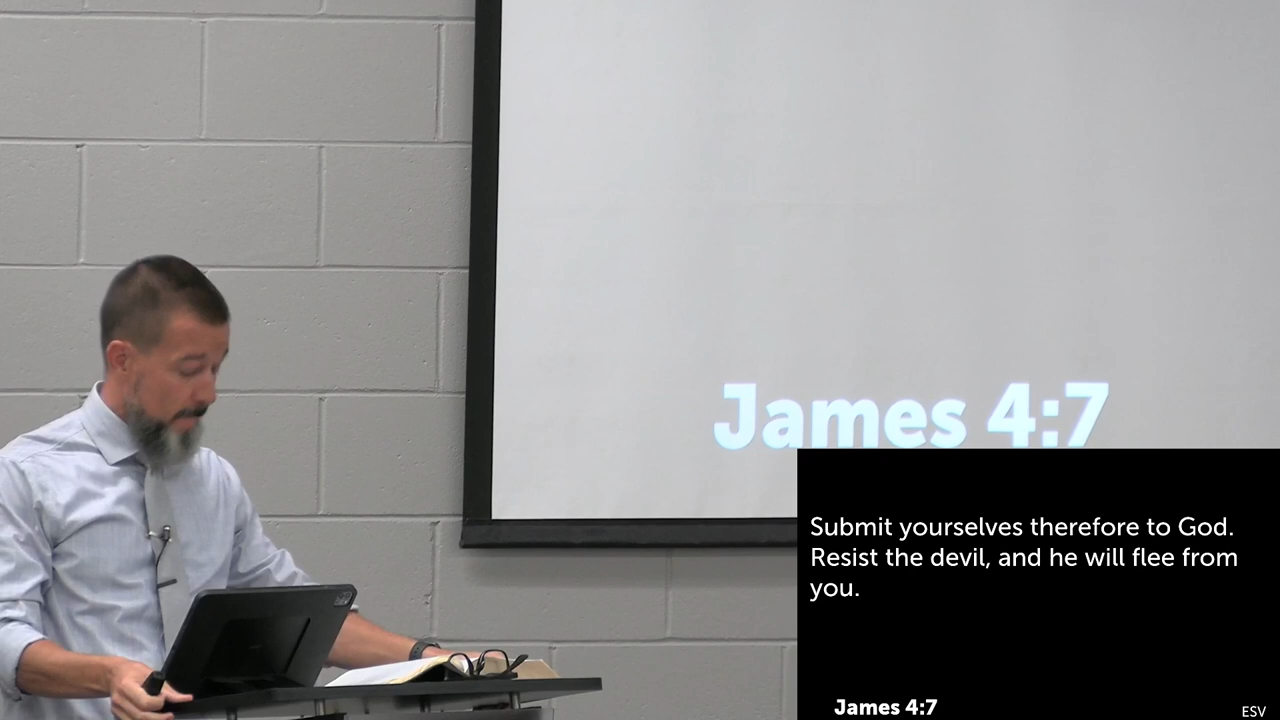 James 4:7
Submit yourselves therefore to God.
Resist the devil, and he will flee from
you.
James 4:7
ESV